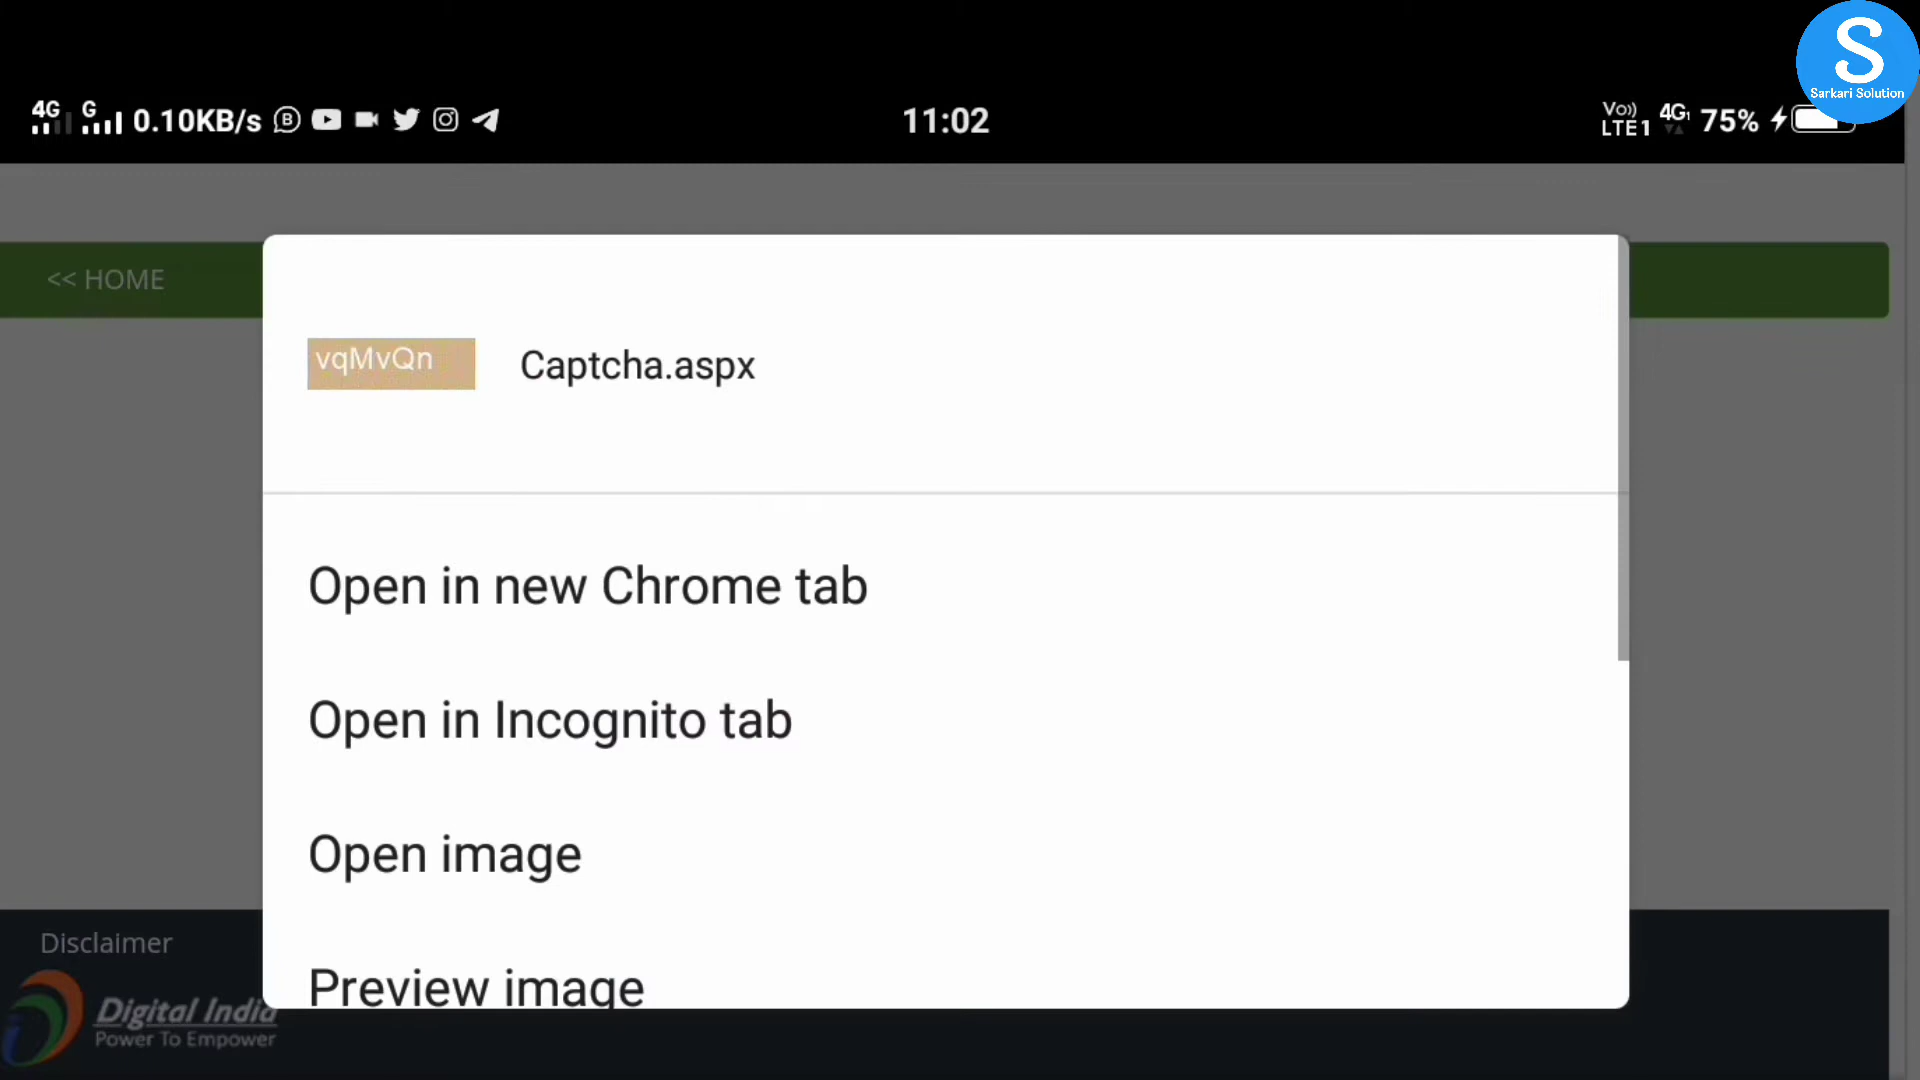 S
Sarkari Solution
4G G 0.10KB/s 11:02 Vo)) LTE1 4G1 75%
<< HOME
vqMvQn Captcha.aspx
Open in new Chrome tab
Open in Incognito tab
Open image
Preview image
Disclaimer
Digital India
Power To Empower